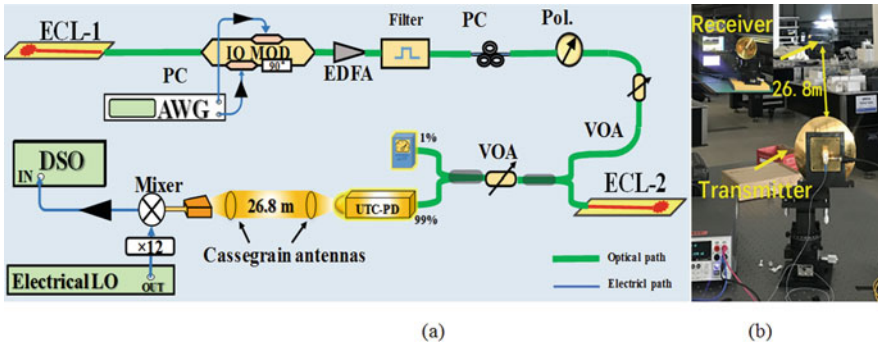 ECL-1
PC
IQ MOD
90°
AWG
EDFA
Filter
PC
Pol.
VOA
VOA
1%
99%
ECL-2
UTC-PD
26.8 m
Cassegrain antennas
Mixer
DSO
IN
×12
Electrical LO
OUT
Optical path
Electricl path
(a)
Receiver
26.8m
Transmitter
(b)